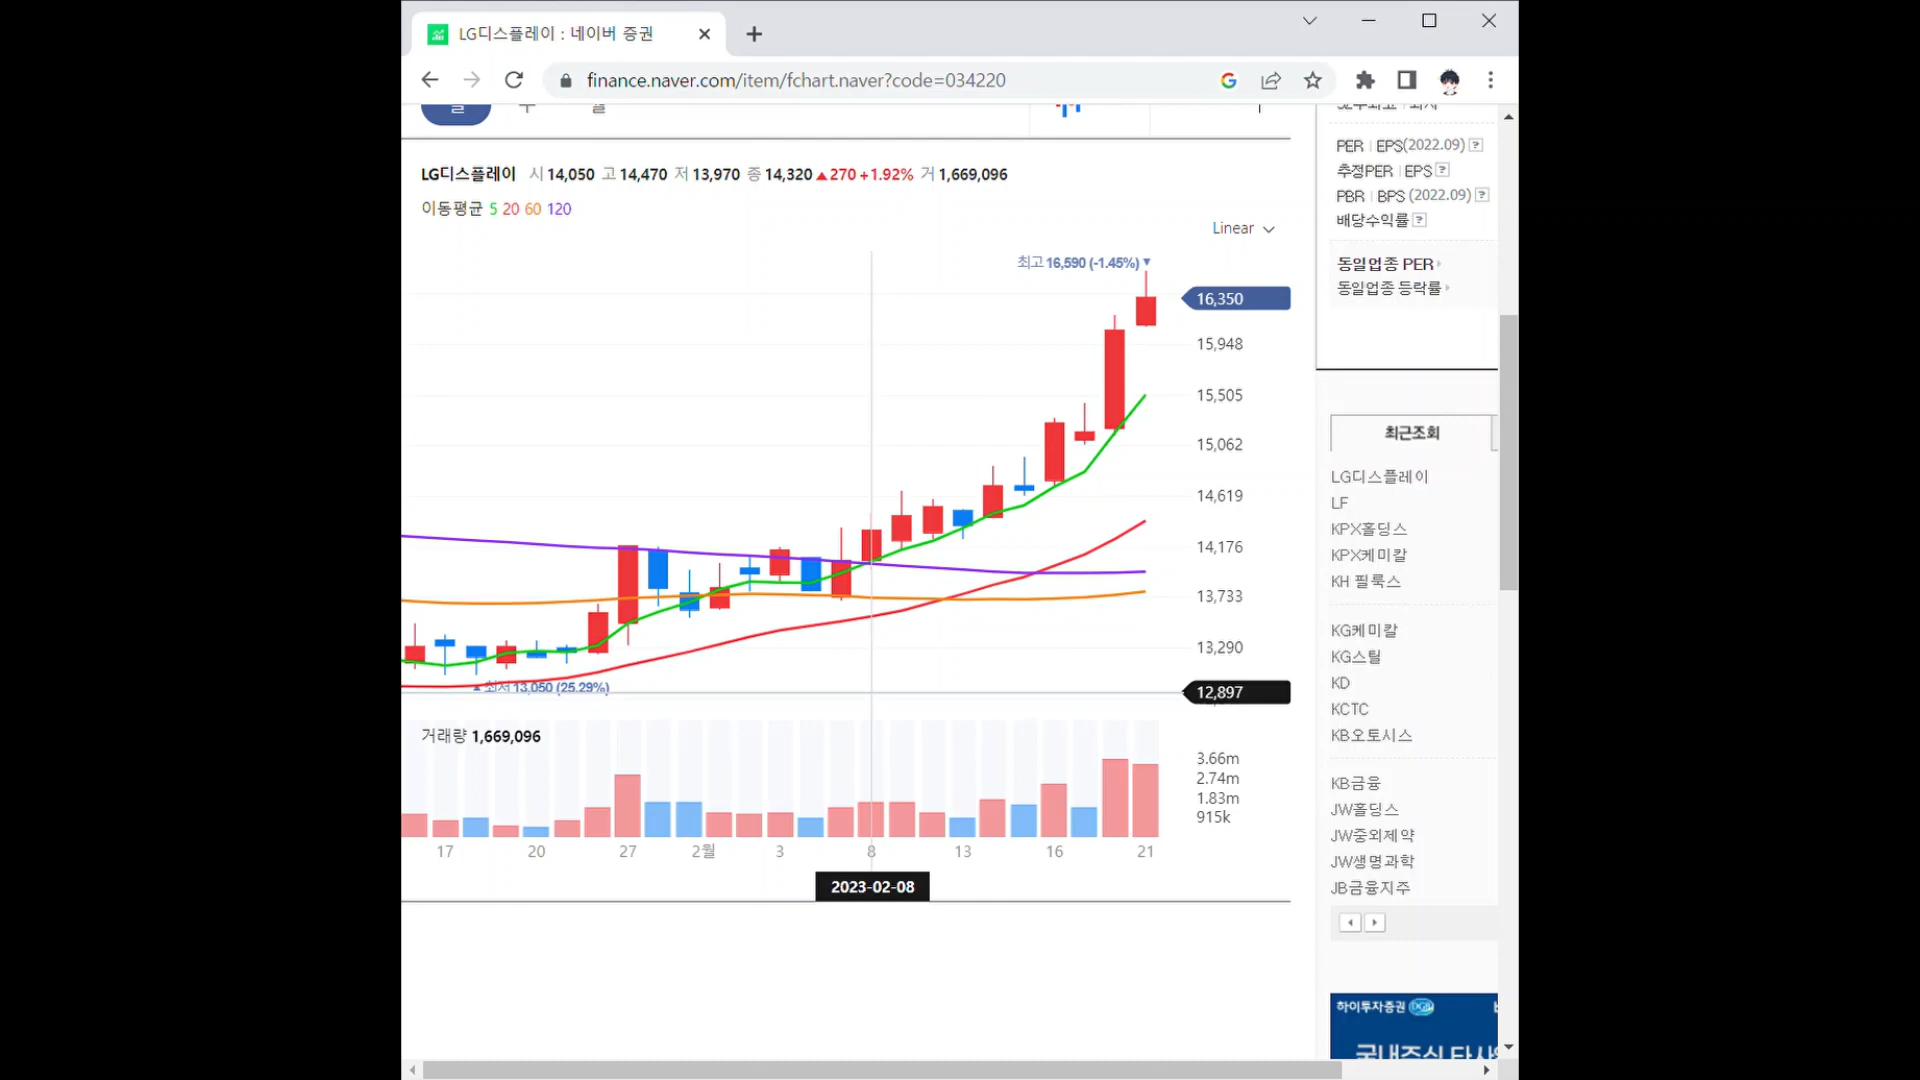 LG디스플레이 : 네이버 증권
finance.naver.com/item/fchart.naver?code=034220
LG디스플레이 시 14,050 고 14,470 저 13,970 종 14,320 ▲270 +1.92% 거 1,669,096
이동평균 5 20 60 120
Linear
최고 16,590 (-1.45%) ▼
16,350
15,948
15,505
15,062
14,619
14,176
13,733
13,290
12,897
▲ 최저 13,050 (25.29%)
거래량 1,669,096
3.66m
2.74m
1.83m
915k
17 20 27 2월 3 8 13 16 21
2023-02-08
PER | EPS(2022.09) ?
추정PER | EPS ?
PBR | BPS (2022.09) ?
배당수익률 ?
동일업종 PER
동일업종 등락률
최근조회
LG디스플레이
LF
KPX홀딩스
KPX케미칼
KH 필룩스
KG케미칼
KG스틸
KD
KCTC
KB오토시스
KB금융
JW홀딩스
JW중외제약
JW생명과학
JB금융지주
하이투자증권 DGB